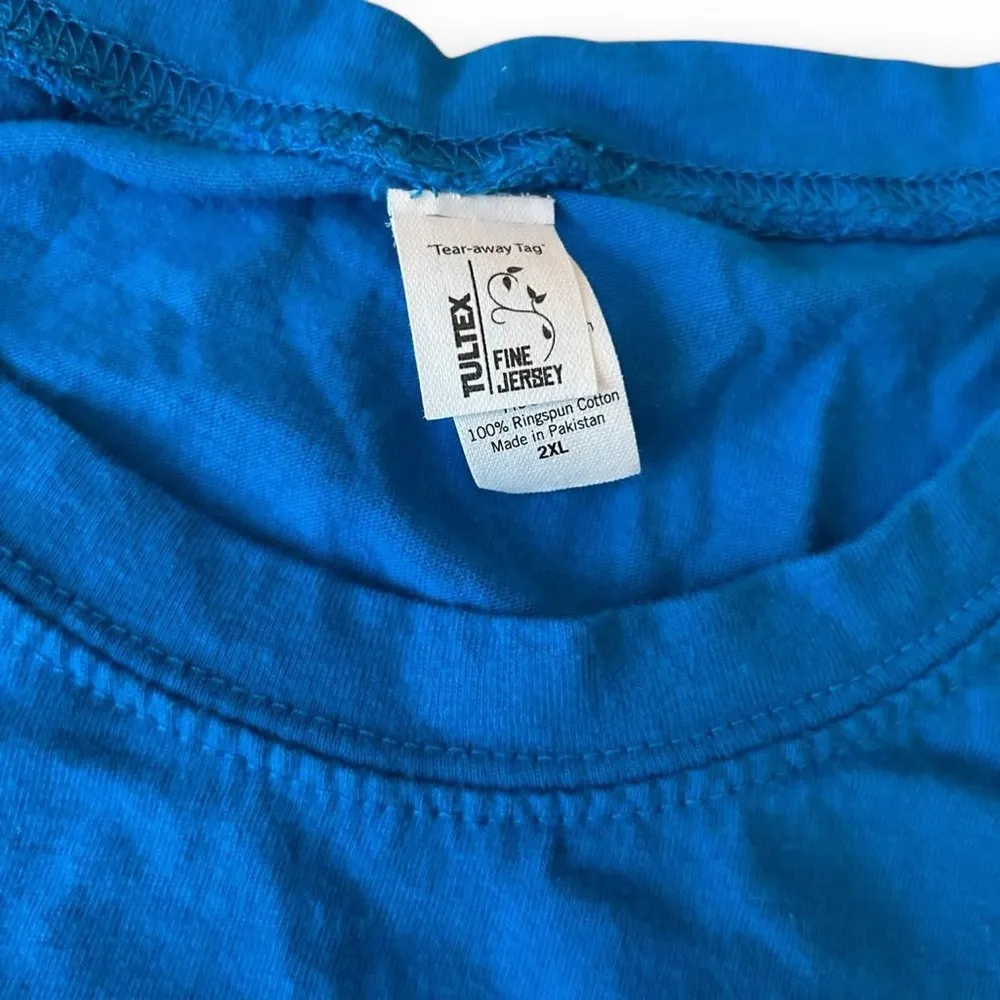 "Tear-away Tag"
TULTEX
FINE
JERSEY
100% Ringspun Cotton
Made in Pakistan
2XL